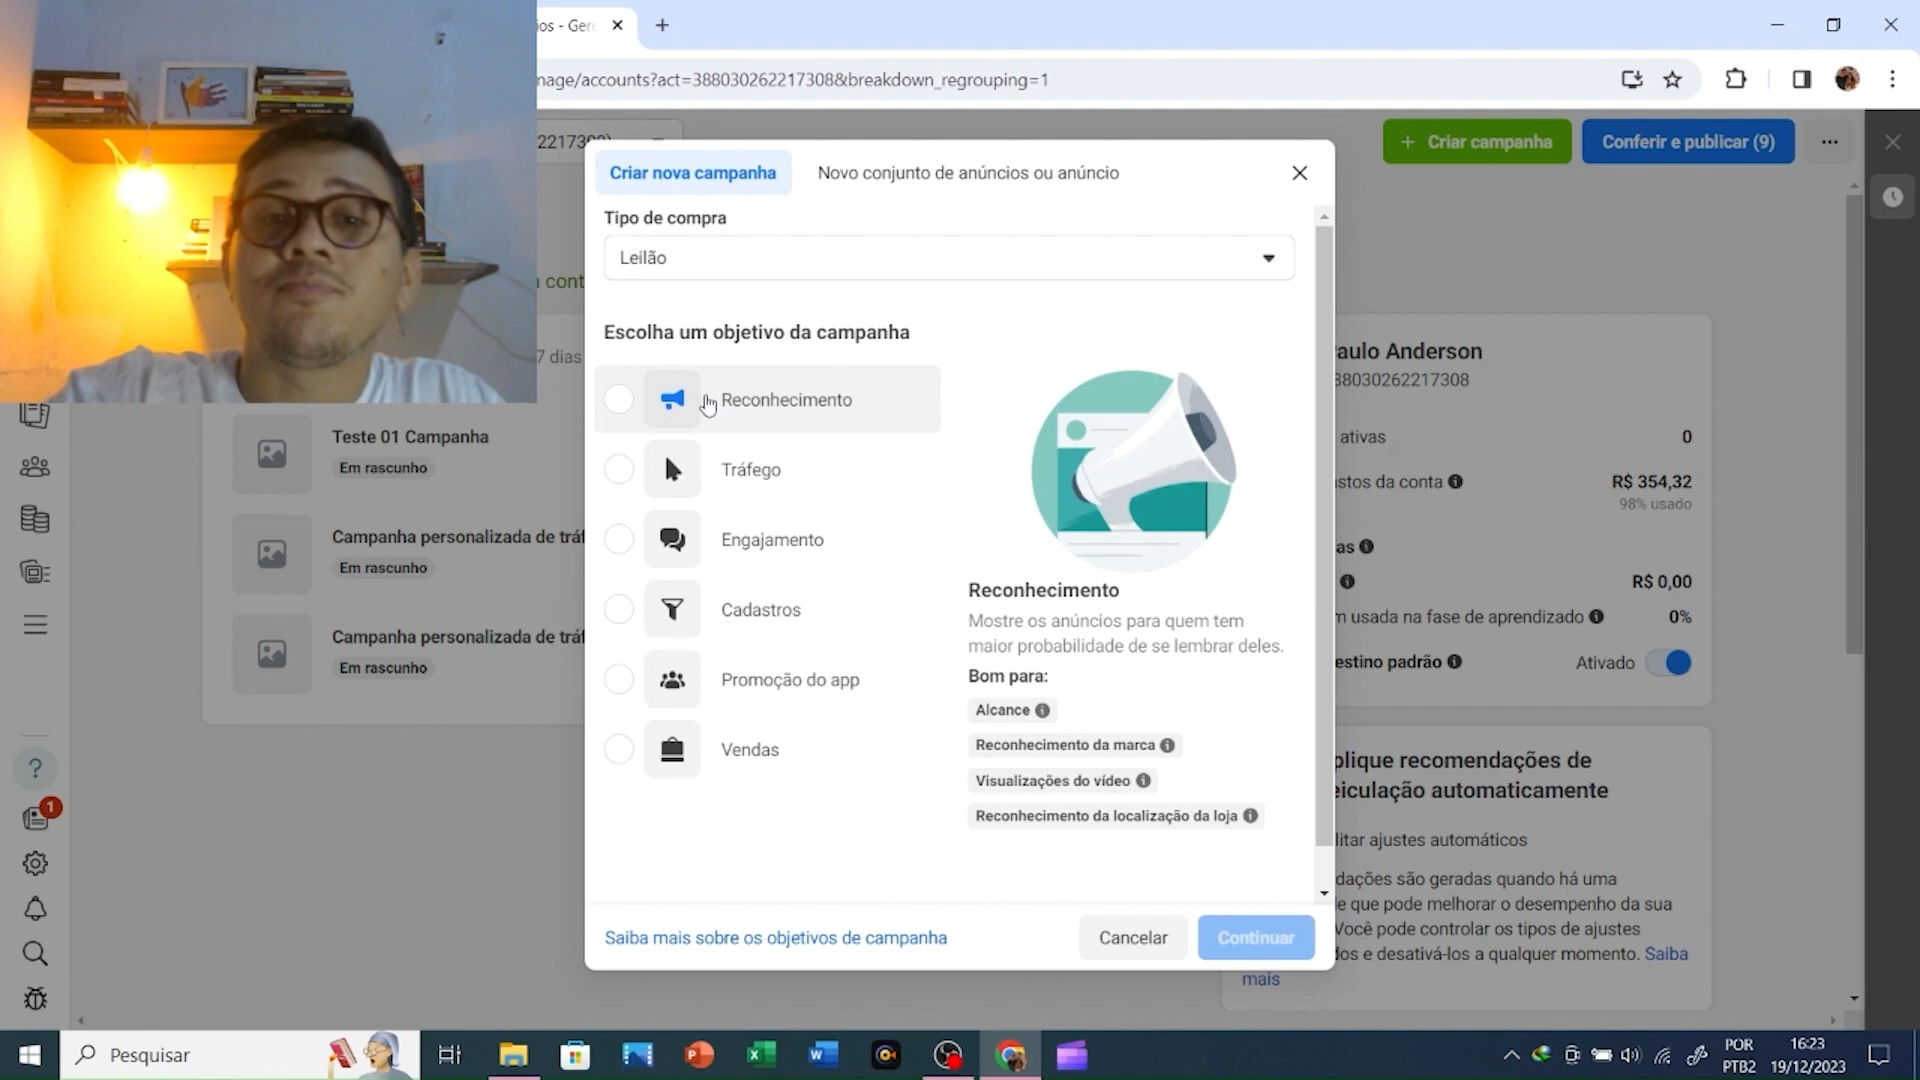 nage/accounts?act=388030262217308&breakdown_regrouping=1
Criar campanha
Conferir e publicar (9)
Criar nova campanha
Novo conjunto de anúncios ou anúncio
Tipo de compra
Leilão
Escolha um objetivo da campanha
7 dias
Reconhecimento
Tráfego
Engajamento
Cadastros
Promoção do app
Vendas
Reconhecimento
Mostre os anúncios para quem tem
maior probabilidade de se lembrar deles.
Bom para:
Alcance
Reconhecimento da marca
Visualizações do vídeo
Reconhecimento da localização da loja
Saiba mais sobre os objetivos de campanha
Cancelar
Continuar
Teste 01 Campanha
Em rascunho
Campanha personalizada de tráf
Em rascunho
Campanha personalizada de tráf
Em rascunho
aulo Anderson
38030262217308
ativas
0
stos da conta
R$ 354,32
98% usado
as
R$ 0,00
m usada na fase de aprendizado
0%
estino padrão
Ativado
plique recomendações de
eiculação automaticamente
litar ajustes automáticos
dações são geradas quando há uma
e que pode melhorar o desempenho da sua
Você pode controlar os tipos de ajustes
dos e desativá-los a qualquer momento. Saiba
mais
1
Pesquisar
POR
PTB2
16:23
19/12/2023